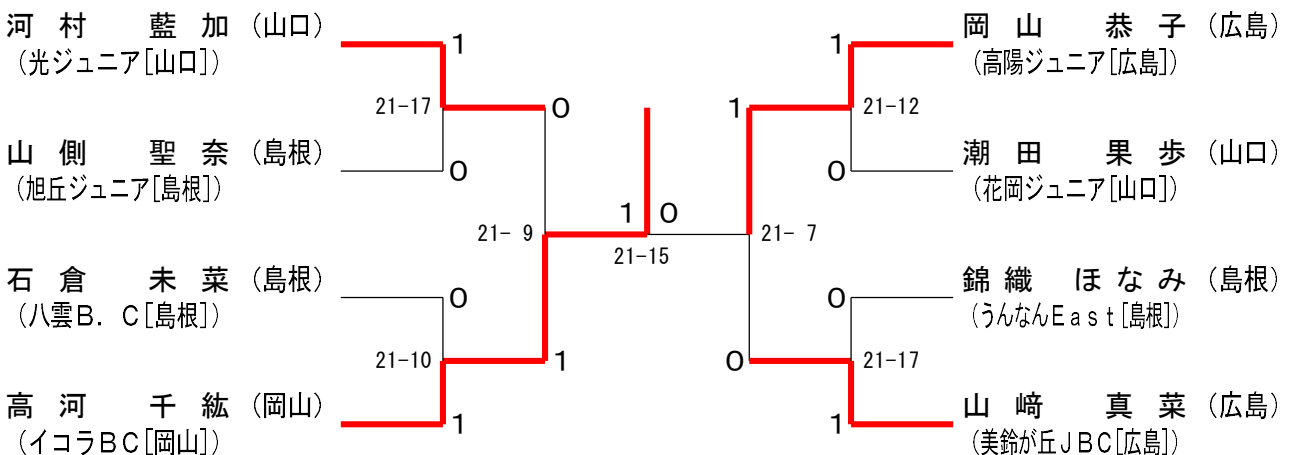 河村 藍加 (山口)
(光ジュニア[山口])
山側 聖奈 (島根)
(旭丘ジュニア[島根])
石倉 未菜 (島根)
(八雲B．C[島根])
高河 千紘 (岡山)
(イコラBC[岡山])
1
21-17
0
0
21- 9
0
21-10
1
1
1 0
21-15
1
1
21-12
0
21- 7
0
0
21-17
1
岡山 恭子 (広島)
(高陽ジュニア[広島])
潮田 果歩 (山口)
(花岡ジュニア[山口])
錦織 ほなみ (島根)
(うんなんEast[島根])
山﨑 真菜 (広島)
(美鈴が丘JBC[広島])